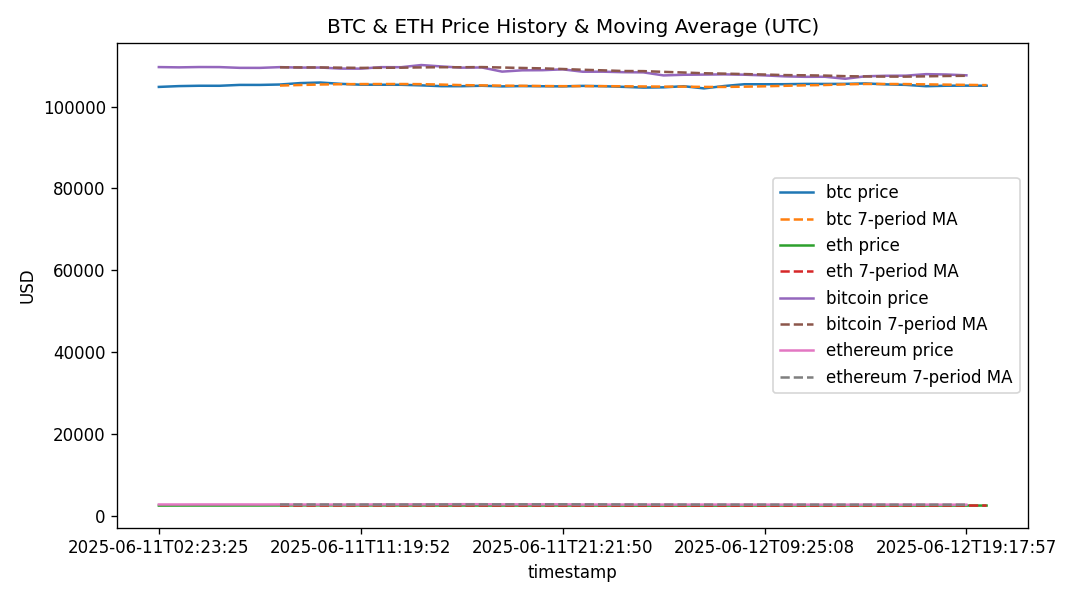 BTC & ETH Price History & Moving Average (UTC)
100000
80000
60000
40000
20000
0
USD
btc price
btc 7-period MA
eth price
eth 7-period MA
bitcoin price
bitcoin 7-period MA
ethereum price
ethereum 7-period MA
2025-06-11T02:23:25 2025-06-11T11:19:52 2025-06-11T21:21:50 2025-06-12T09:25:08 2025-06-12T19:17:57
timestamp